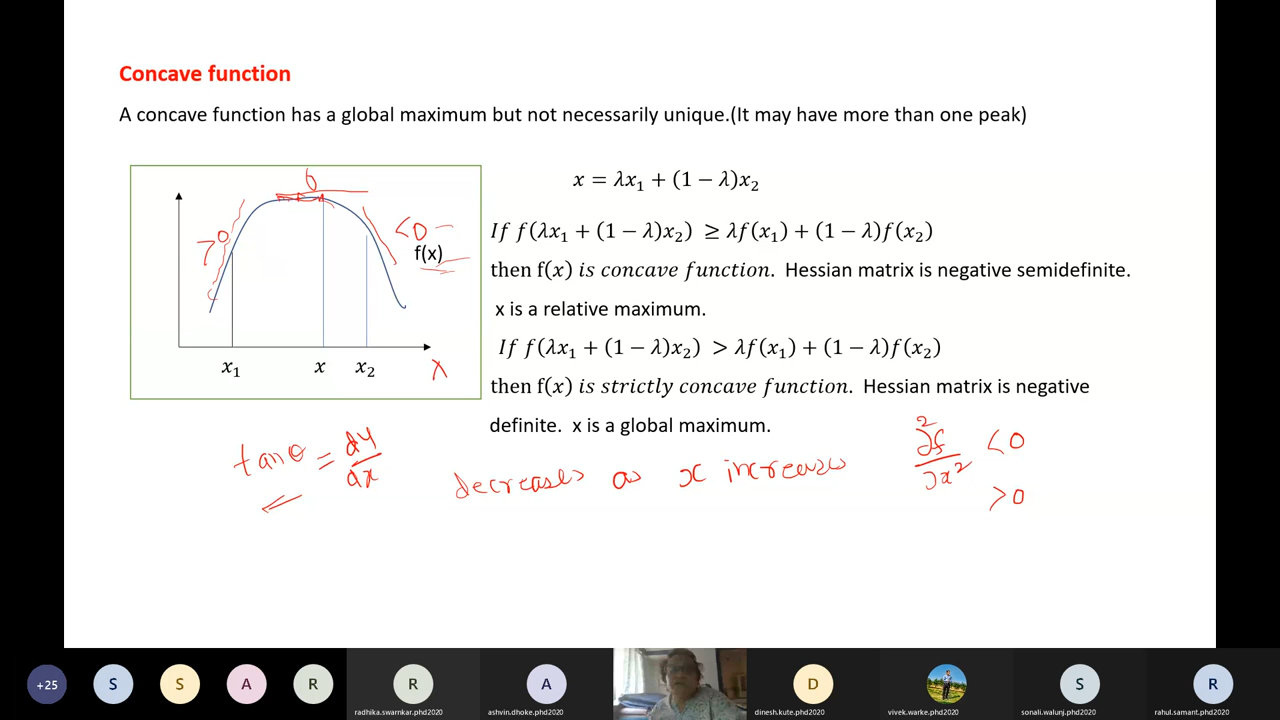 Concave function
A concave function has a global maximum but not necessarily unique.(It may have more than one peak)
x = λx₁ + (1 − λ)x₂
If f(λx₁ + (1 − λ)x₂) ≥ λf(x₁) + (1 − λ)f(x₂)
then f(x) is concave function. Hessian matrix is negative semidefinite.
x is a relative maximum.
If f(λx₁ + (1 − λ)x₂) > λf(x₁) + (1 − λ)f(x₂)
then f(x) is strictly concave function. Hessian matrix is negative
definite. x is a global maximum.
>0
<0
f(x)
x₁ x x₂ X
tanθ = dy/dx
decreases as x increases
∂²f/∂x² <0
>0
+25 S S A R R A D S R
radhika.swarnkar.phd2020 ashvin.dhoke.phd2020 dinesh.kute.phd2020 vivek.warke.phd2020 sonali.walunj.phd2020 rahul.samant.phd2020